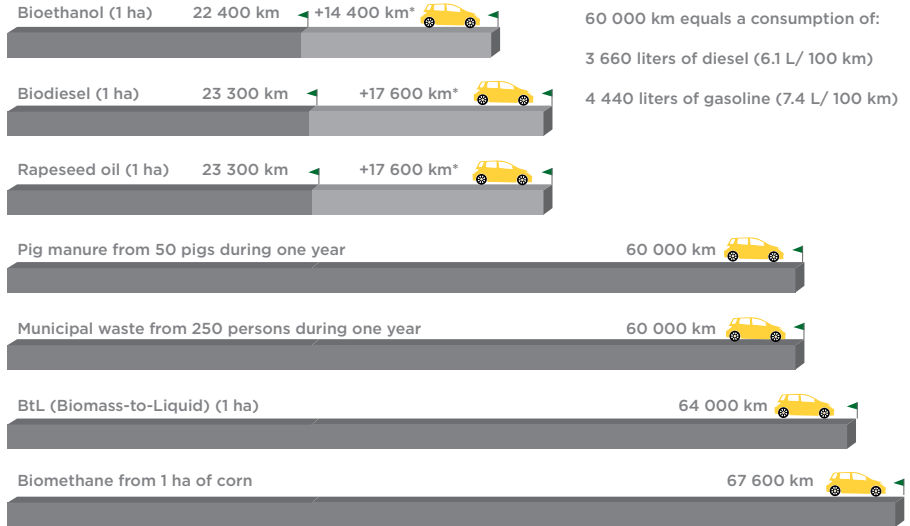 Bioethanol (1 ha) 22 400 km +14 400 km*
60 000 km equals a consumption of:
3 660 liters of diesel (6.1 L/ 100 km)
4 440 liters of gasoline (7.4 L/ 100 km)
Biodiesel (1 ha) 23 300 km +17 600 km*
Rapeseed oil (1 ha) 23 300 km +17 600 km*
Pig manure from 50 pigs during one year 60 000 km
Municipal waste from 250 persons during one year 60 000 km
BtL (Biomass-to-Liquid) (1 ha) 64 000 km
Biomethane from 1 ha of corn 67 600 km